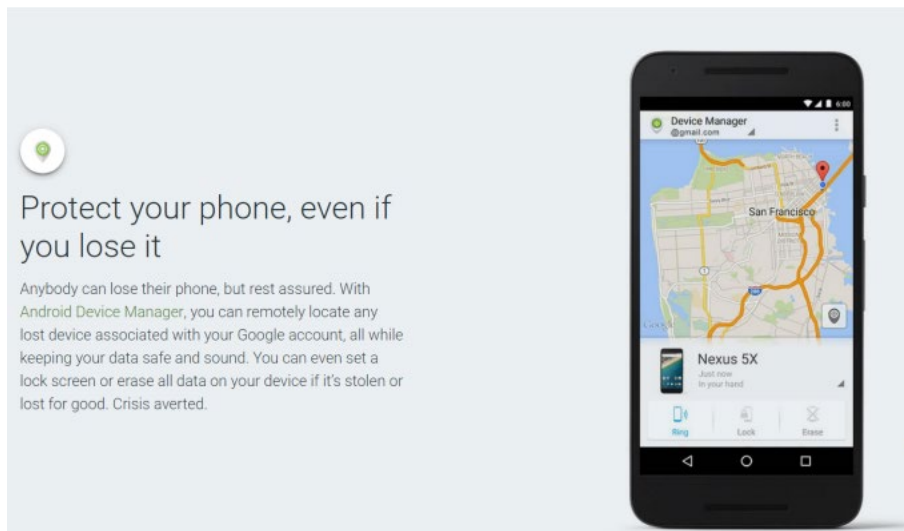 Protect your phone, even if
you lose it
Anybody can lose their phone, but rest assured. With
Android Device Manager, you can remotely locate any
lost device associated with your Google account, all while
keeping your data safe and sound. You can even set a
lock screen or erase all data on your device if it's stolen or
lost for good. Crisis averted.
6:00
Device Manager
@gmail.com
San Francisco
Google
Nexus 5X
Just now
In your hand
Ring Lock Erase